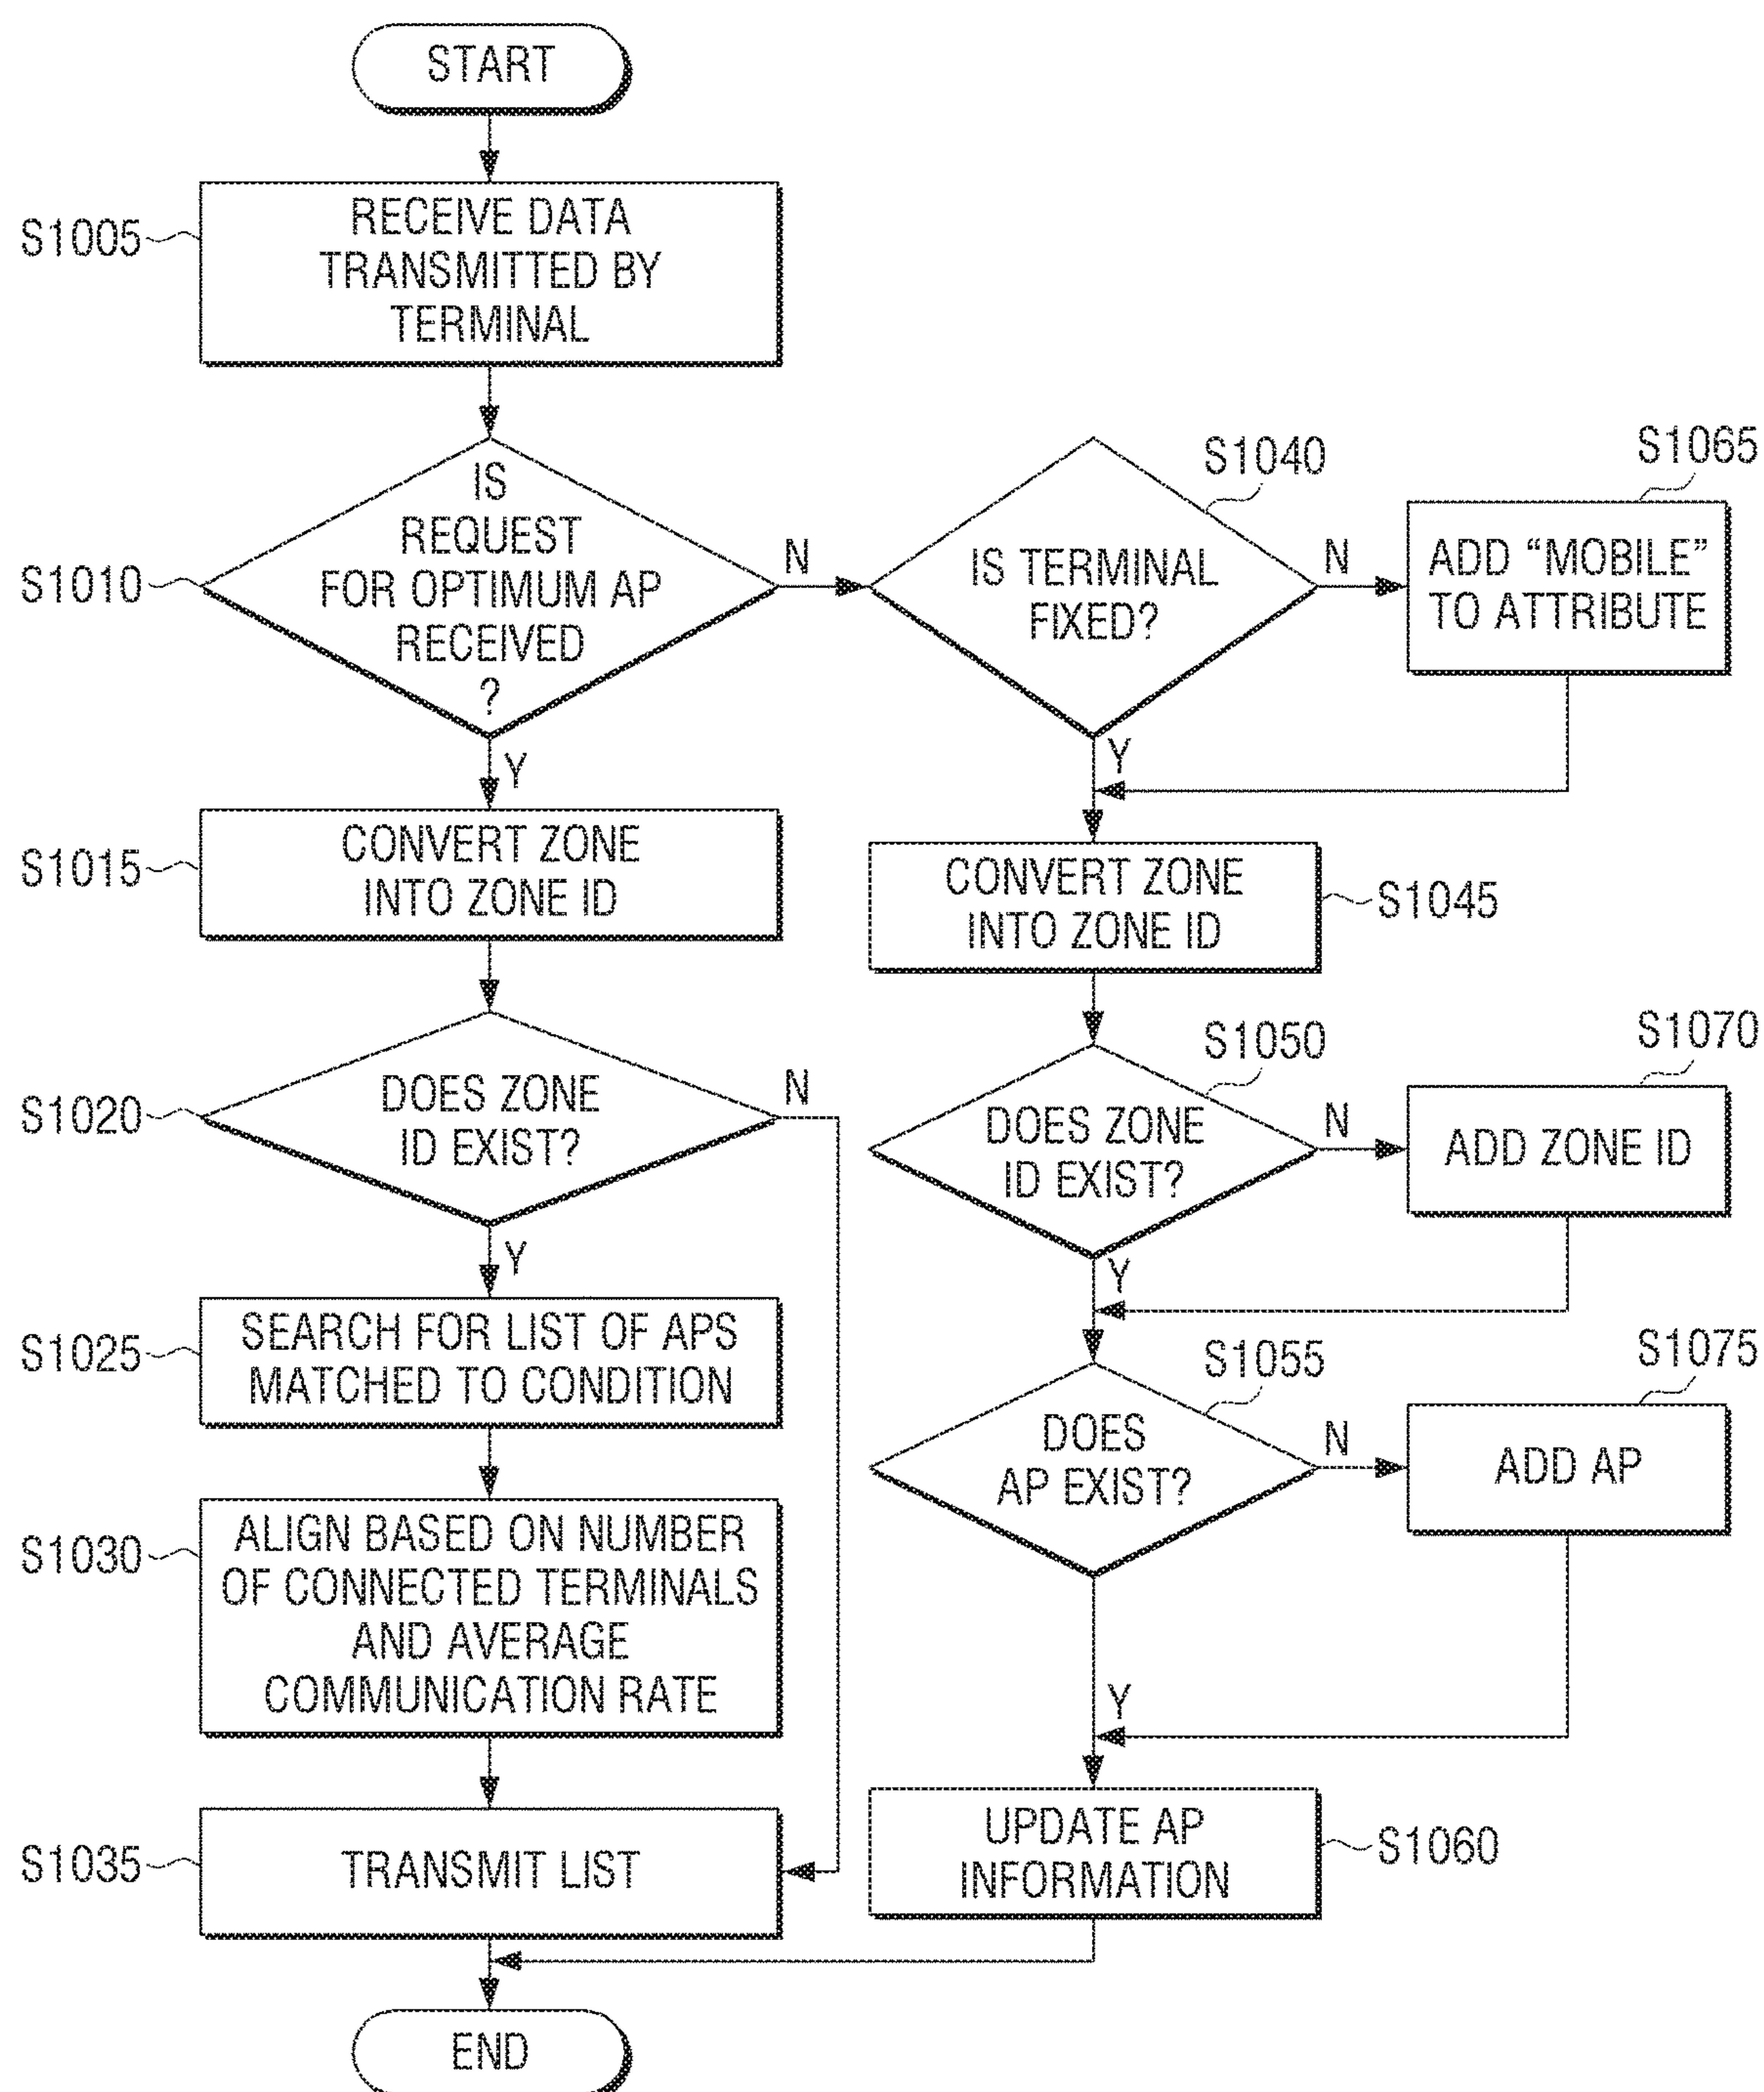 START
S1005
RECEIVE DATA
TRANSMITTED BY
TERMINAL
S1010
IS
REQUEST
FOR OPTIMUM AP
RECEIVED
?
N
Y
S1040
IS TERMINAL
FIXED?
N
Y
S1065
ADD “MOBILE”
TO ATTRIBUTE
S1015
CONVERT ZONE
INTO ZONE ID
CONVERT ZONE
INTO ZONE ID
S1045
S1020
DOES ZONE
ID EXIST?
N
Y
S1050
DOES ZONE
ID EXIST?
N
Y
S1070
ADD ZONE ID
S1025
SEARCH FOR LIST OF APS
MATCHED TO CONDITION
S1055
DOES
AP EXIST?
N
Y
S1075
ADD AP
S1030
ALIGN BASED ON NUMBER
OF CONNECTED TERMINALS
AND AVERAGE
COMMUNICATION RATE
S1035
TRANSMIT LIST
UPDATE AP
INFORMATION
S1060
END